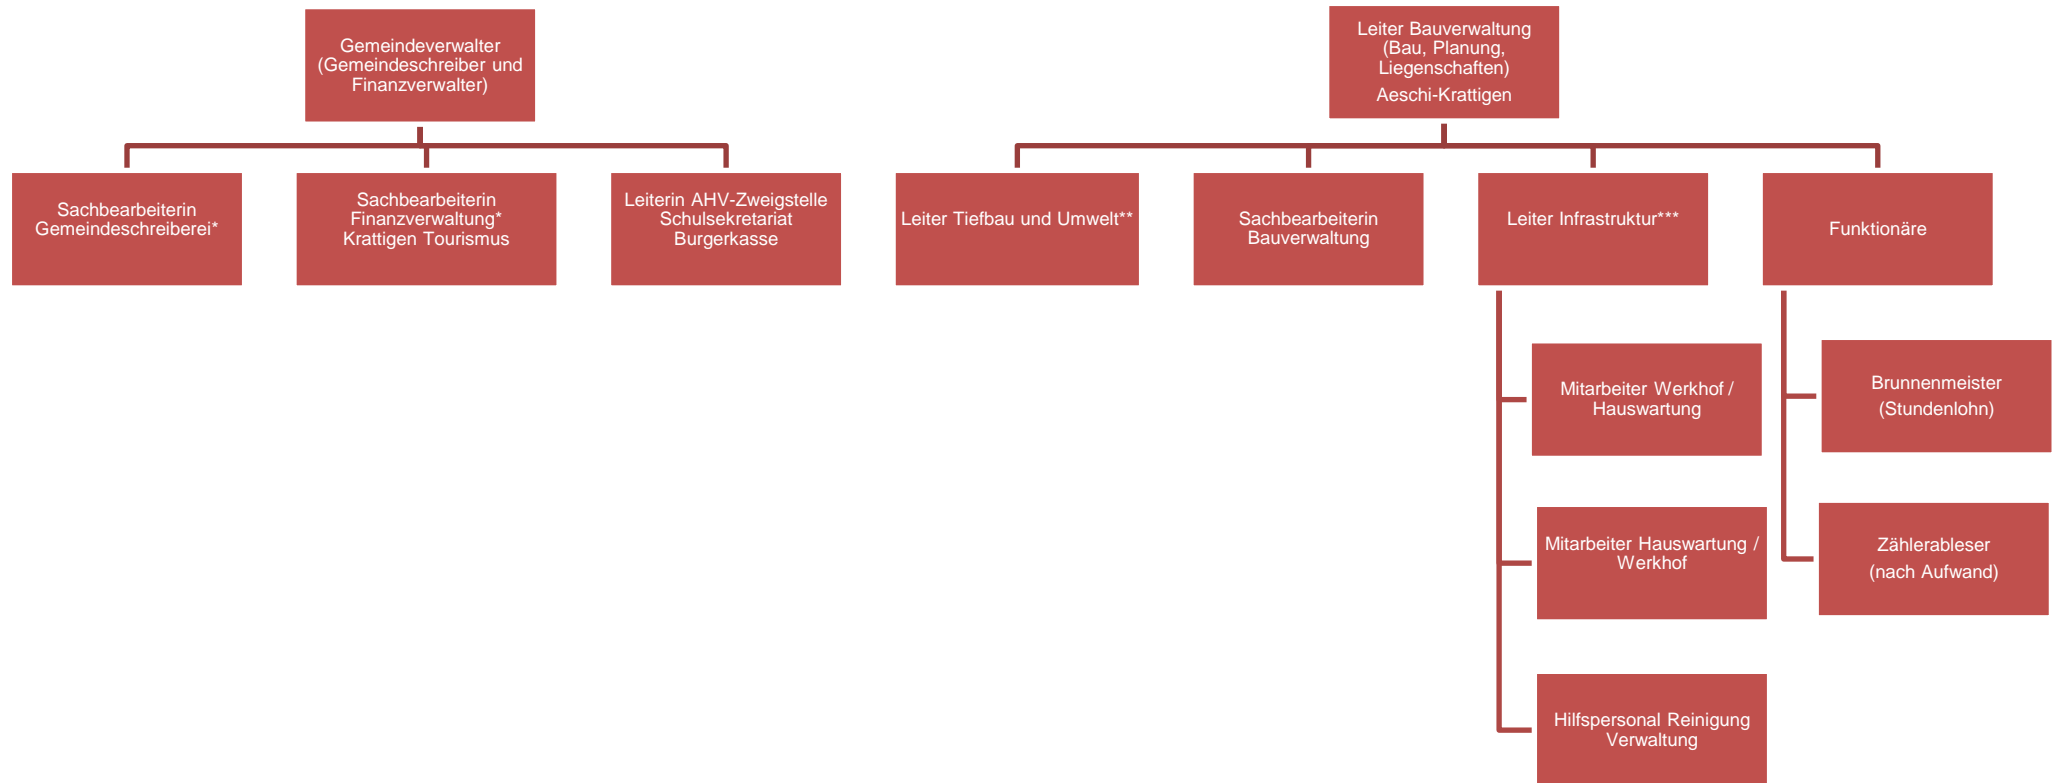 Gemeindeverwalter
(Gemeindeschreiber und
Finanzverwalter)
Leiter Bauverwaltung
(Bau, Planung,
Liegenschaften)
Aeschi-Krattigen
Sachbearbeiterin
Gemeindeschreiberei*
Sachbearbeiterin
Finanzverwaltung*
Krattigen Tourismus
Leiterin AHV-Zweigstelle
Schulsekretariat
Burgerkasse
Leiter Tiefbau und Umwelt**
Sachbearbeiterin
Bauverwaltung
Leiter Infrastruktur***
Funktionäre
Mitarbeiter Werkhof /
Hauswartung
Mitarbeiter Hauswartung /
Werkhof
Hilfspersonal Reinigung
Verwaltung
Brunnenmeister
(Stundenlohn)
Zählerableser
(nach Aufwand)